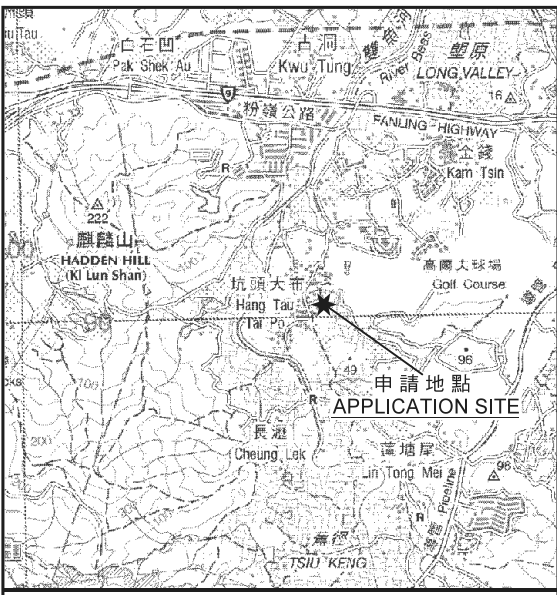 白石凹
Pak Shek Au
古洞
Kwu Tung
雙魚河
River Beas
塱原
LONG VALLEY
16
9
粉嶺公路
FANLING HIGHWAY
金錢
Kam Tsin
R
222
麒麟山
HADDEN HILL
(Ki Lun Shan)
坑頭大布
Hang Tau
Tai Po
高爾夫球場
Golf Course
96
49
申請地點
APPLICATION SITE
R
長瀝
Cheung Lek
蓮塘尾
Lin Tong Mei
96
Pipeline
R
200
100
蕉徑
TSIU KENG